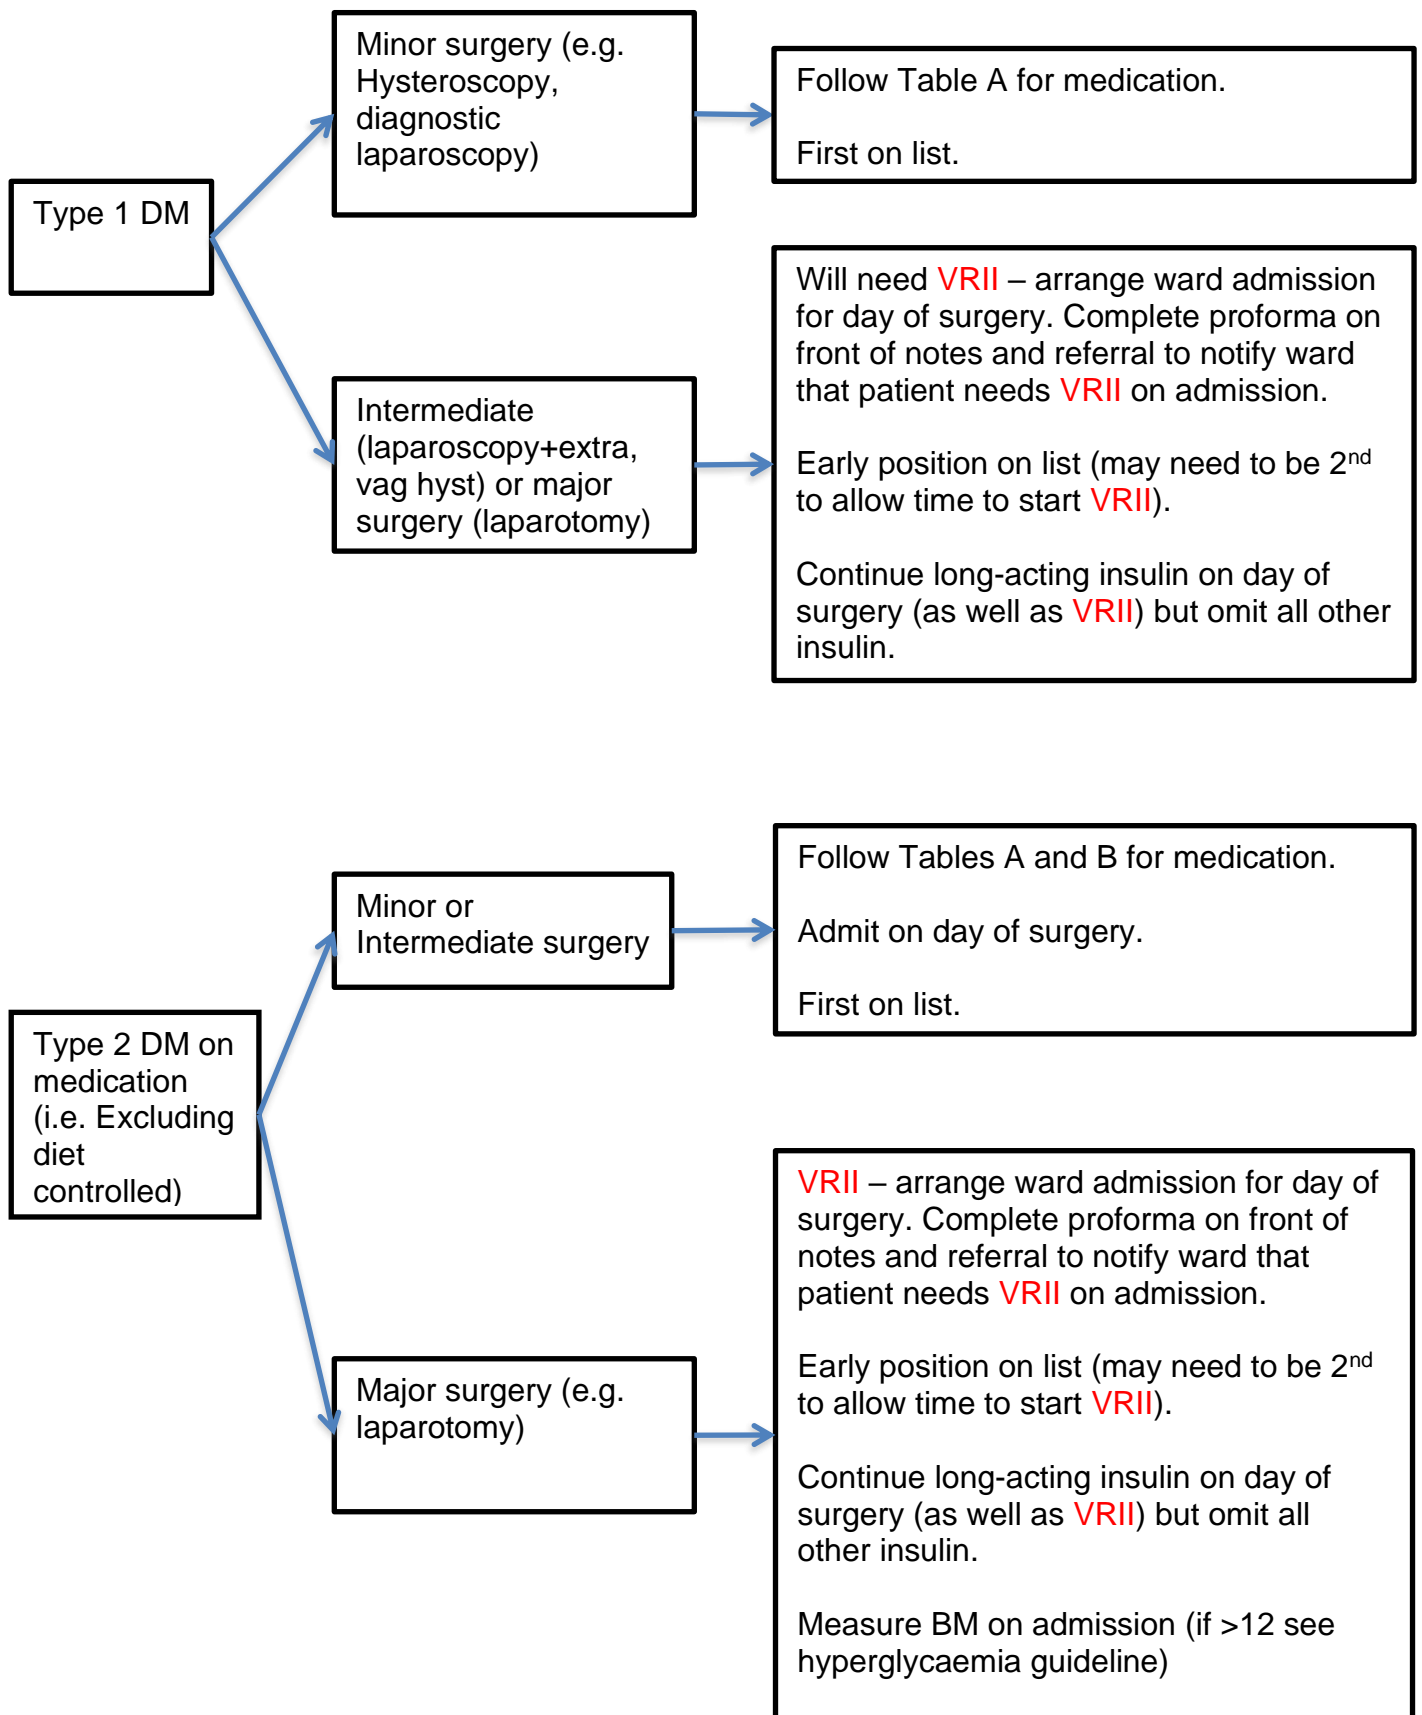 Minor surgery (e.g.
Hysteroscopy,
diagnostic
laparoscopy)
Follow Table A for medication.
First on list.
Type 1 DM
Will need VRII – arrange ward admission
for day of surgery. Complete proforma on
front of notes and referral to notify ward
that patient needs VRII on admission.
Early position on list (may need to be 2nd
to allow time to start VRII).
Continue long-acting insulin on day of
surgery (as well as VRII) but omit all other
insulin.
Intermediate
(laparoscopy+extra,
vag hyst) or major
surgery (laparotomy)
Follow Tables A and B for medication.
Admit on day of surgery.
First on list.
Minor or
Intermediate surgery
Type 2 DM on
medication
(i.e. Excluding
diet
controlled)
VRII – arrange ward admission for day of
surgery. Complete proforma on front of
notes and referral to notify ward that
patient needs VRII on admission.
Early position on list (may need to be 2nd
to allow time to start VRII).
Continue long-acting insulin on day of
surgery (as well as VRII) but omit all
other insulin.
Measure BM on admission (if >12 see
hyperglycaemia guideline)
Major surgery (e.g.
laparotomy)